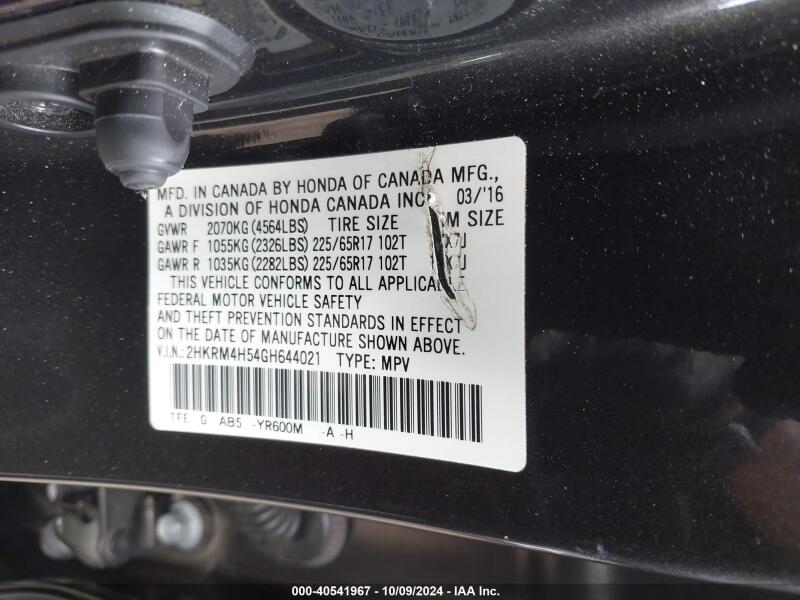 MFD. IN CANADA BY HONDA OF CANADA MFG.,
A DIVISION OF HONDA CANADA INC 03/'16
GVWR 2070KG(4564LBS) TIRE SIZE M SIZE
GAWR F 1055KG(2326LBS) 225/65R17 102T
GAWR R 1035KG(2282LBS) 225/65R17 102T
THIS VEHICLE CONFORMS TO ALL
FEDERAL MOTOR VEHICLE SAFETY
AND THEFT PREVENTION STANDARDS IN EFFECT
ON THE DATE OF MANUFACTURE SHOWN ABOVE.
V.I.N.: 2HKRM4H54GH644021 TYPE: MPV
TFE G AB5 -YR600M -A -H
000-40541967 - 10/09/2024 - IAA Inc.